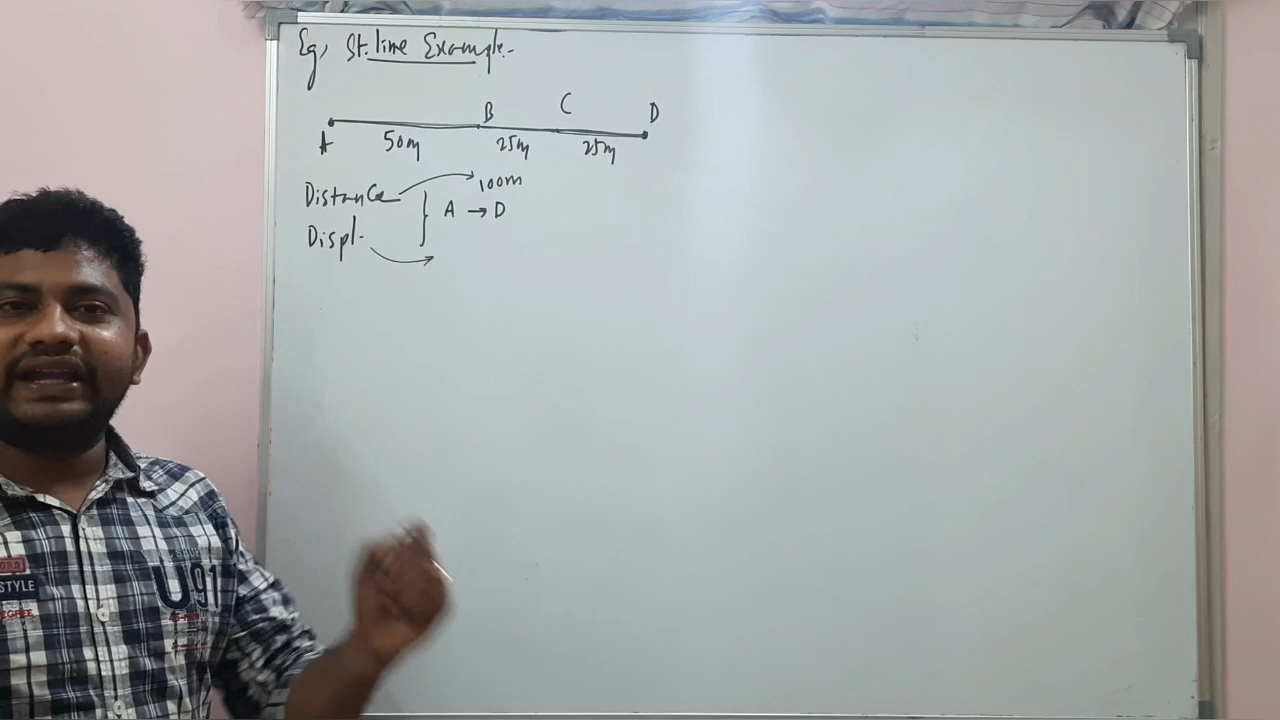 Eg, St. line Example.-
B C D
A 50m 25m 25m
Distance 100m
A → D
Displ.
U91
STYLE